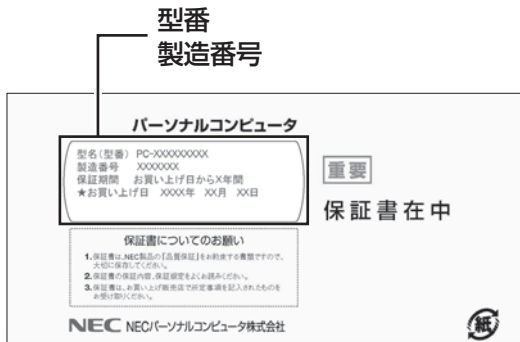 型番
製造番号
パーソナルコンピュータ
型名(型番) PC-XXXXXXXXX
製造番号 XXXXXXX
保証期間 お買い上げ日からX年間
★お買い上げ日 XXXX年 XX月 XX日
重要
保証書在中
保証書についてのお願い
1.保証書は、NEC製品の「品質保証」をお約束する書類ですので、
大切に保存してください。
2.保証書の保証内容、保証規定をよくお読みください。
3.保証書は、お買い上げ販売店で所定事項を記入されたものを
お受け取りください。
NEC NECパーソナルコンピュータ株式会社
紙